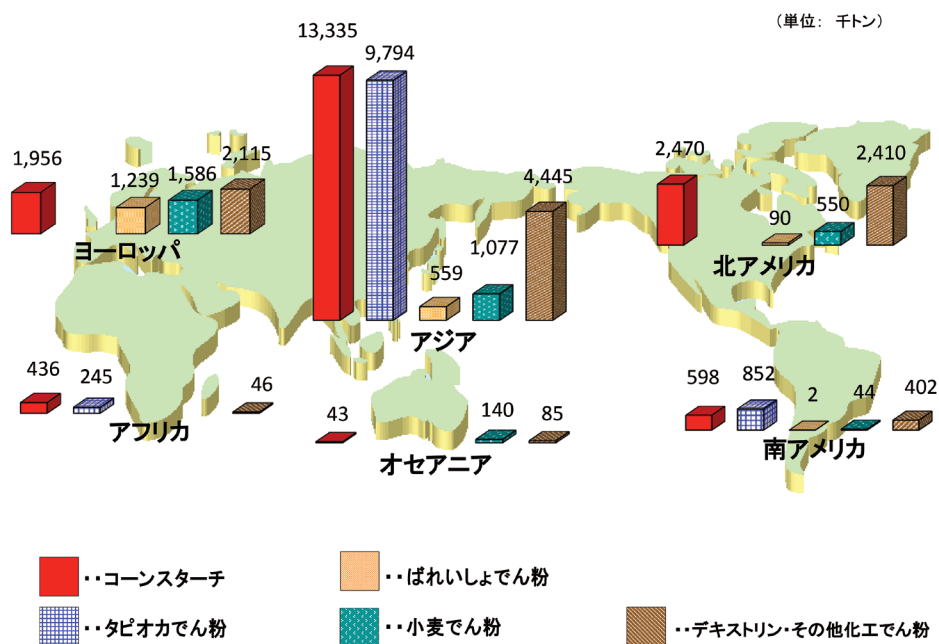 (単位: 千トン)
13,335
9,794
1,956
1,239
1,586
2,115
ヨーロッパ
559
1,077
4,445
アジア
2,470
90
550
2,410
北アメリカ
436
245
46
アフリカ
43
140
85
オセアニア
598
852
2
44
402
南アメリカ
‥コーンスターチ
‥ばれいしょでん粉
‥タピオカでん粉
‥小麦でん粉
‥デキストリン・その他化工でん粉